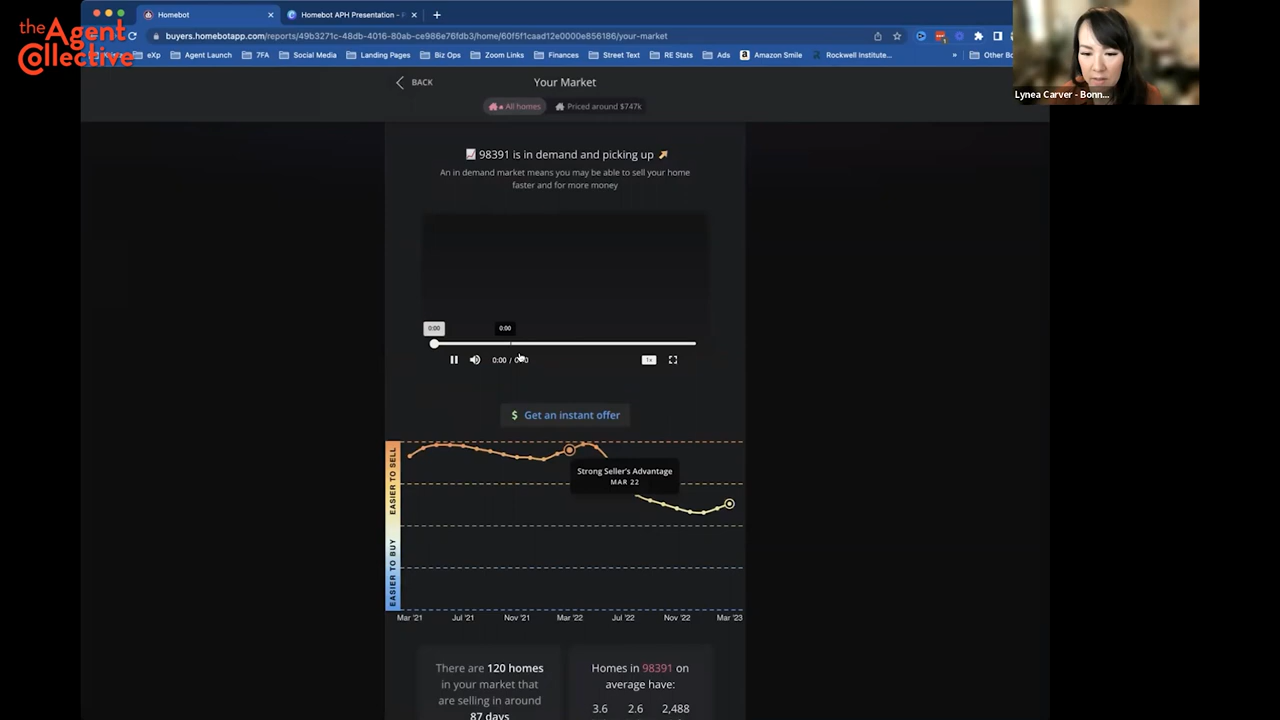 the Agent Collective
Homebot
Homebot APH Presentation -
buyers.homebotapp.com/reports/49b3271c-48db-4016-80ab-ce986e76fdb3/home/60f5f1caad12e0000e856186/your-market
eXp
Agent Launch
7FA
Social Media
Landing Pages
Biz Ops
Zoom Links
Finances
Street Text
RE Stats
Ads
Amazon Smile
Rockwell Institute...
»
Other Bo
Lynea Carver - Bonn...
BACK
Your Market
All homes
Priced around $747k
98391 is in demand and picking up
An in demand market means you may be able to sell your home
faster and for more money
0:00
0:00
0:00 / 0:00
1x
$ Get an instant offer
EASIER TO SELL
EASIER TO BUY
Strong Seller's Advantage
MAR 22
Mar '21
Jul '21
Nov '21
Mar '22
Jul '22
Nov '22
Mar '23
There are 120 homes
in your market that
are selling in around
87 days
Homes in 98391 on
average have:
3.6
2.6
2,488